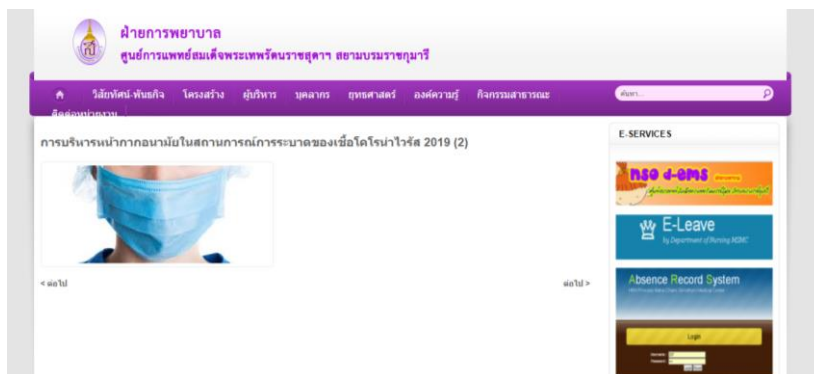 ฝ่ายการพยาบาล
ศูนย์การแพทย์สมเด็จพระเทพรัตนราชสุดาฯ สยามบรมราชกุมารี
วิสัยทัศน์-พันธกิจ โครงสร้าง ผู้บริหาร บุคลากร ยุทธศาสตร์ องค์ความรู้ กิจกรรมสาธารณะ
ค้นหา...
ติดต่อหน่วยงาน
E-SERVICES
การบริหารหน้ากากอนามัยในสถานการณ์การระบาดของเชื้อโคโรน่าไวรัส 2019 (2)
nso d-ems
E-Leave
by Department of Nursing MSMC
Absence Record System
< ต่อไป
ต่อไป >
Login